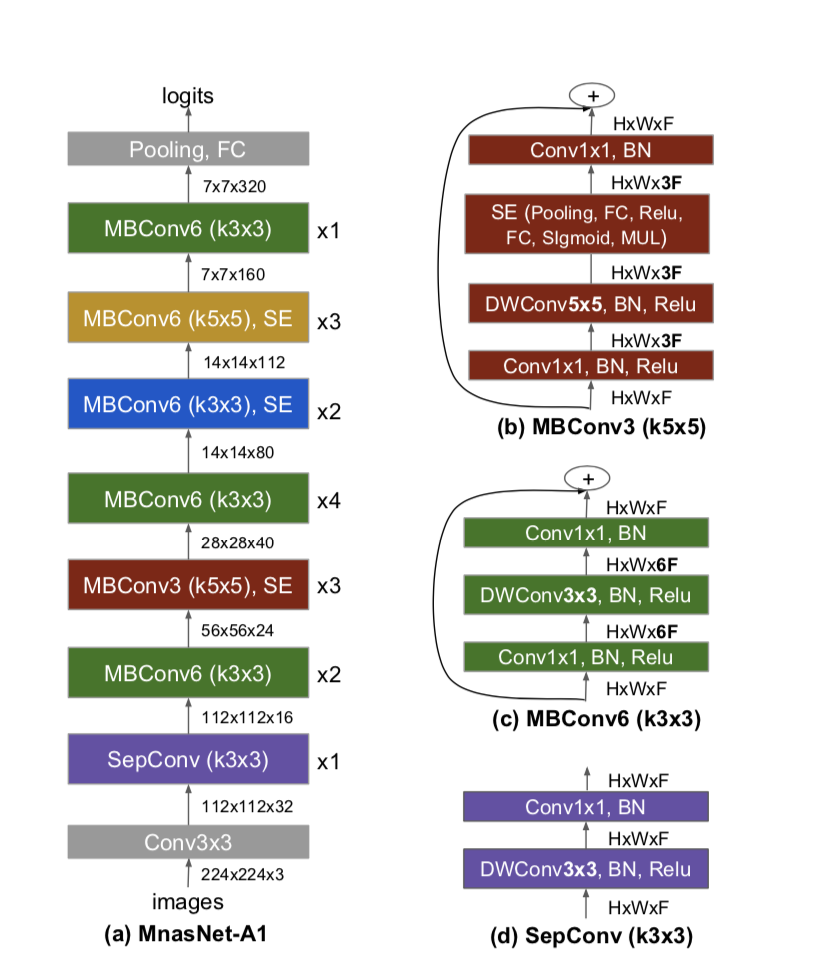 logits
Pooling, FC
7x7x320
MBConv6 (k3x3)
x1
7x7x160
MBConv6 (k5x5), SE
x3
14x14x112
MBConv6 (k3x3), SE
x2
14x14x80
MBConv6 (k3x3)
x4
28x28x40
MBConv3 (k5x5), SE
x3
56x56x24
MBConv6 (k3x3)
x2
112x112x16
SepConv (k3x3)
x1
112x112x32
Conv3x3
224x224x3
images
(a) MnasNet-A1
+
HxWxF
Conv1x1, BN
HxWx3F
SE (Pooling, FC, Relu,
FC, SIgmoid, MUL)
HxWx3F
DWConv5x5, BN, Relu
HxWx3F
Conv1x1, BN, Relu
HxWxF
(b) MBConv3 (k5x5)
+
HxWxF
Conv1x1, BN
HxWx6F
DWConv3x3, BN, Relu
HxWx6F
Conv1x1, BN, Relu
HxWxF
(c) MBConv6 (k3x3)
HxWxF
Conv1x1, BN
HxWxF
DWConv3x3, BN, Relu
HxWxF
(d) SepConv (k3x3)